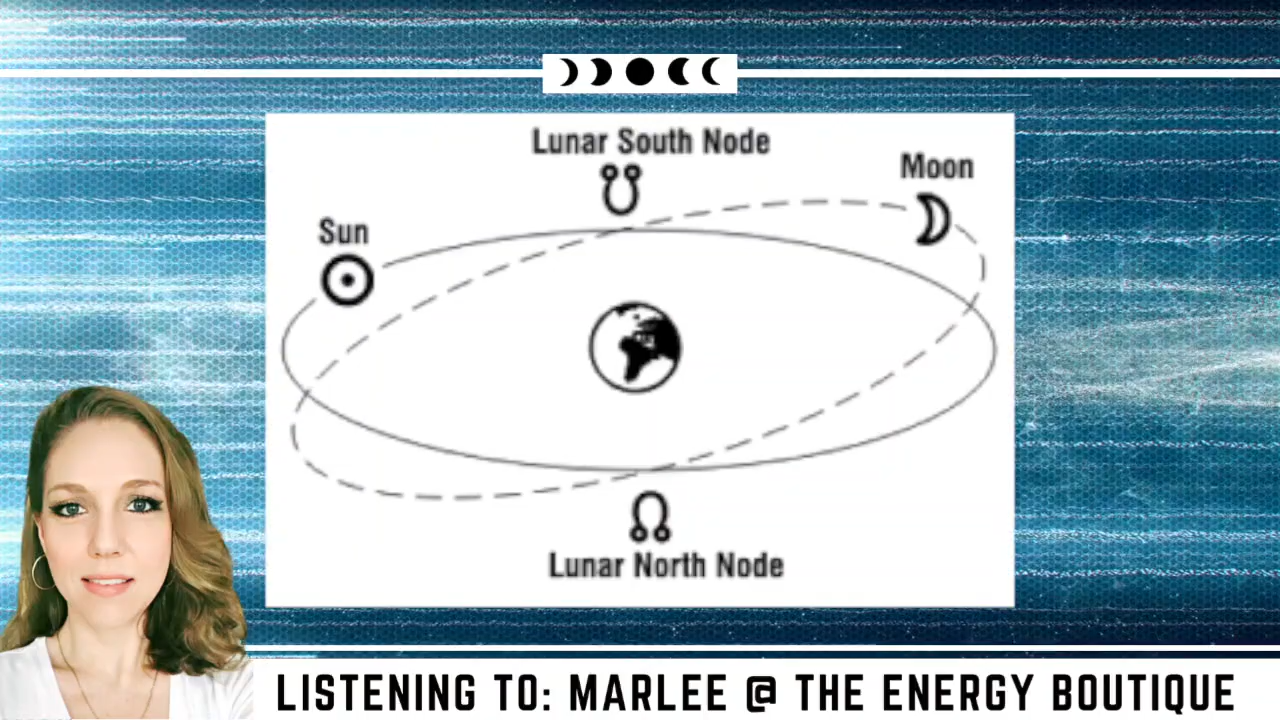 Lunar South Node
Moon
Sun
Lunar North Node
LISTENING TO: MARLEE @ THE ENERGY BOUTIQUE